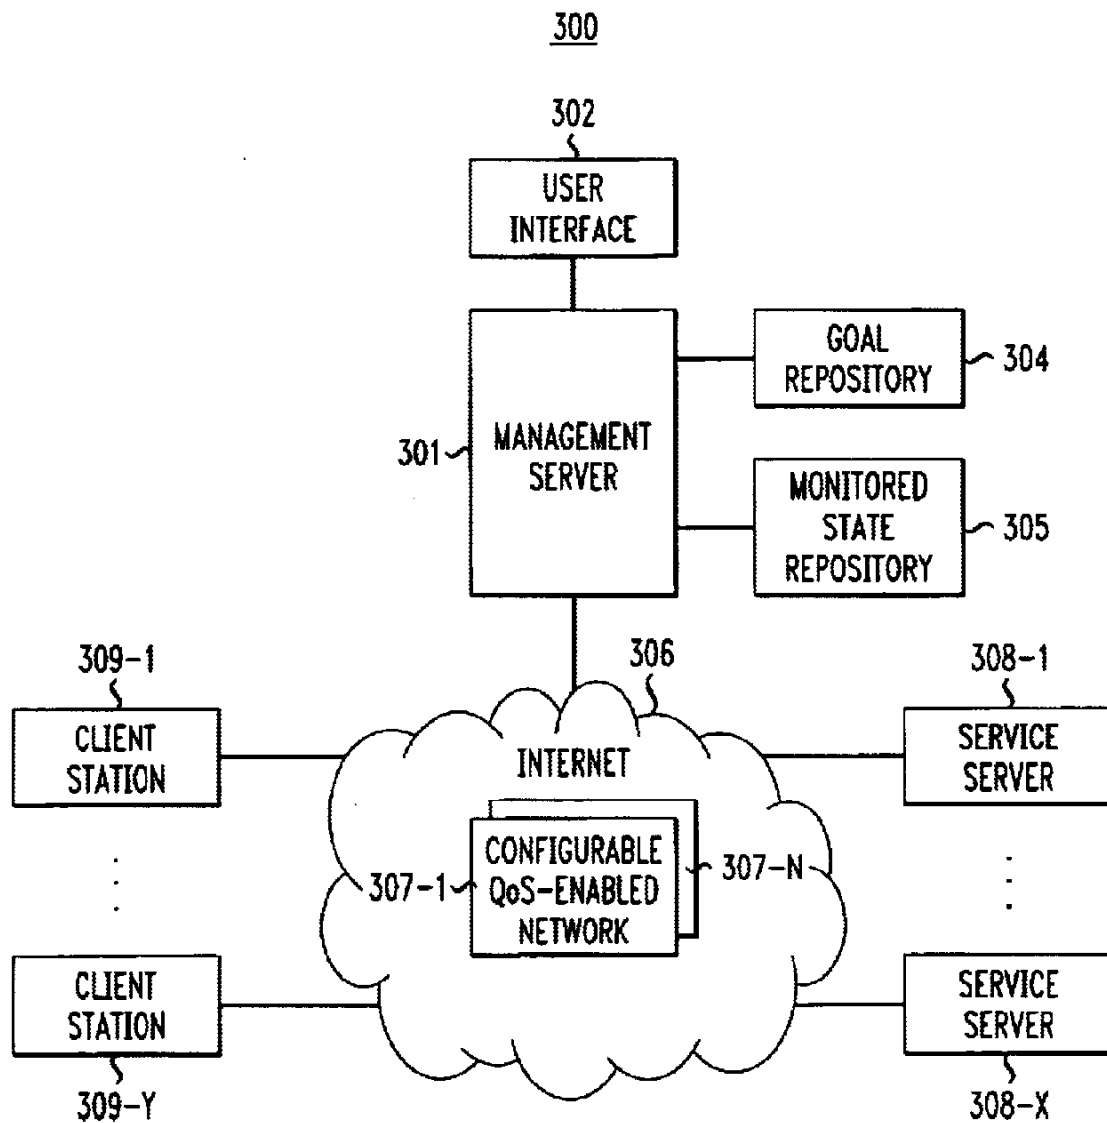 300
302
USER
INTERFACE
GOAL
REPOSITORY
304
301
MANAGEMENT
SERVER
MONITORED
STATE
REPOSITORY
305
309-1
306
308-1
CLIENT
STATION
INTERNET
SERVICE
SERVER
CONFIGURABLE
QoS-ENABLED
NETWORK
307-1
307-N
CLIENT
STATION
SERVICE
SERVER
309-Y
308-X